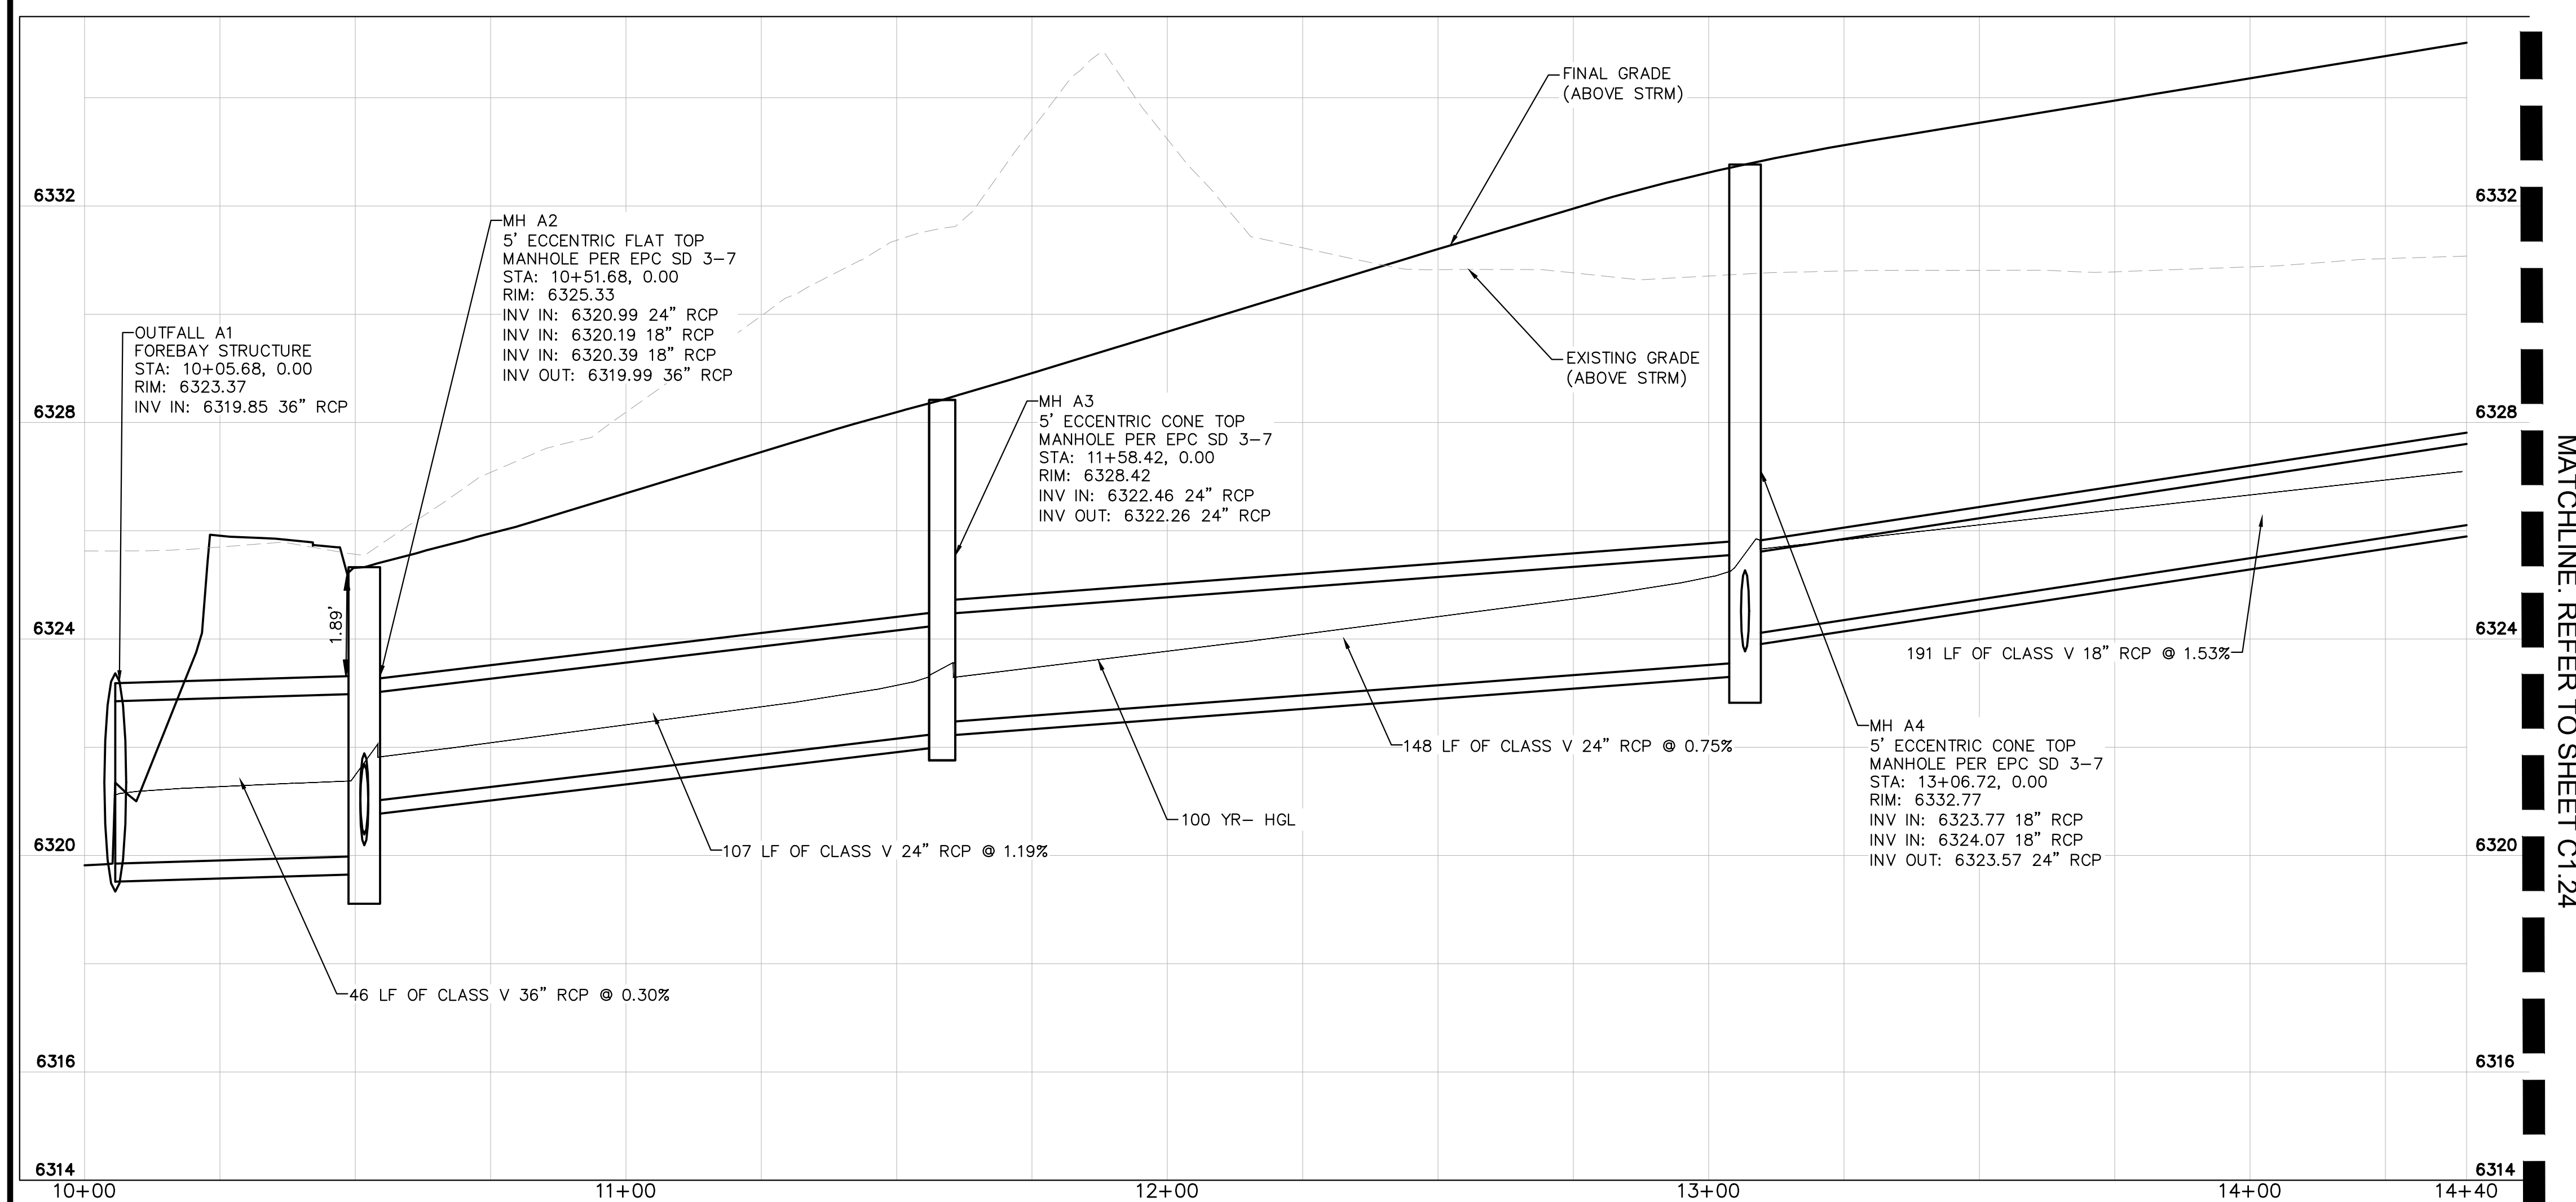 FINAL GRADE
(ABOVE STRM)
6332
6332
MH A2
5' ECCENTRIC FLAT TOP
MANHOLE PER EPC SD 3-7
STA: 10+51.68, 0.00
RIM: 6325.33
INV IN: 6320.99 24" RCP
INV IN: 6320.19 18" RCP
INV IN: 6320.39 18" RCP
INV OUT: 6319.99 36" RCP
OUTFALL A1
FOREBAY STRUCTURE
STA: 10+05.68, 0.00
RIM: 6323.37
INV IN: 6319.85 36" RCP
EXISTING GRADE
(ABOVE STRM)
6328
6328
MH A3
5' ECCENTRIC CONE TOP
MANHOLE PER EPC SD 3-7
STA: 11+58.42, 0.00
RIM: 6328.42
INV IN: 6322.46 24" RCP
INV OUT: 6322.26 24" RCP
1.89'
6324
6324
191 LF OF CLASS V 18" RCP @ 1.53%
148 LF OF CLASS V 24" RCP @ 0.75%
MH A4
5' ECCENTRIC CONE TOP
MANHOLE PER EPC SD 3-7
STA: 13+06.72, 0.00
RIM: 6332.77
INV IN: 6323.77 18" RCP
INV IN: 6324.07 18" RCP
INV OUT: 6323.57 24" RCP
100 YR- HGL
107 LF OF CLASS V 24" RCP @ 1.19%
6320
6320
46 LF OF CLASS V 36" RCP @ 0.30%
6316
6316
6314
6314
10+00
11+00
12+00
13+00
14+00
14+40
MATCHLINE: REFER TO SHEET C1.24